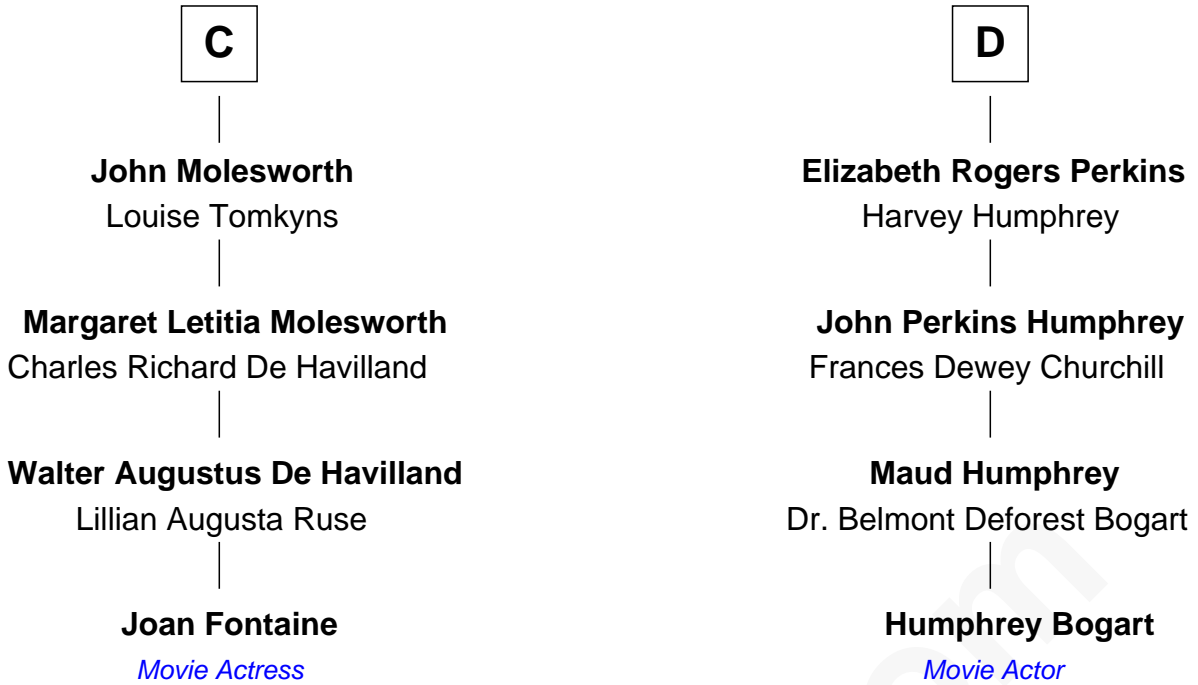 C
John Molesworth
Louise Tomkyns
Margaret Letitia Molesworth
Charles Richard De Havilland
Walter Augustus De Havilland
Lillian Augusta Ruse
Joan Fontaine
Movie Actress
D
Elizabeth Rogers Perkins
Harvey Humphrey
John Perkins Humphrey
Frances Dewey Churchill
Maud Humphrey
Dr. Belmont Deforest Bogart
Humphrey Bogart
Movie Actor